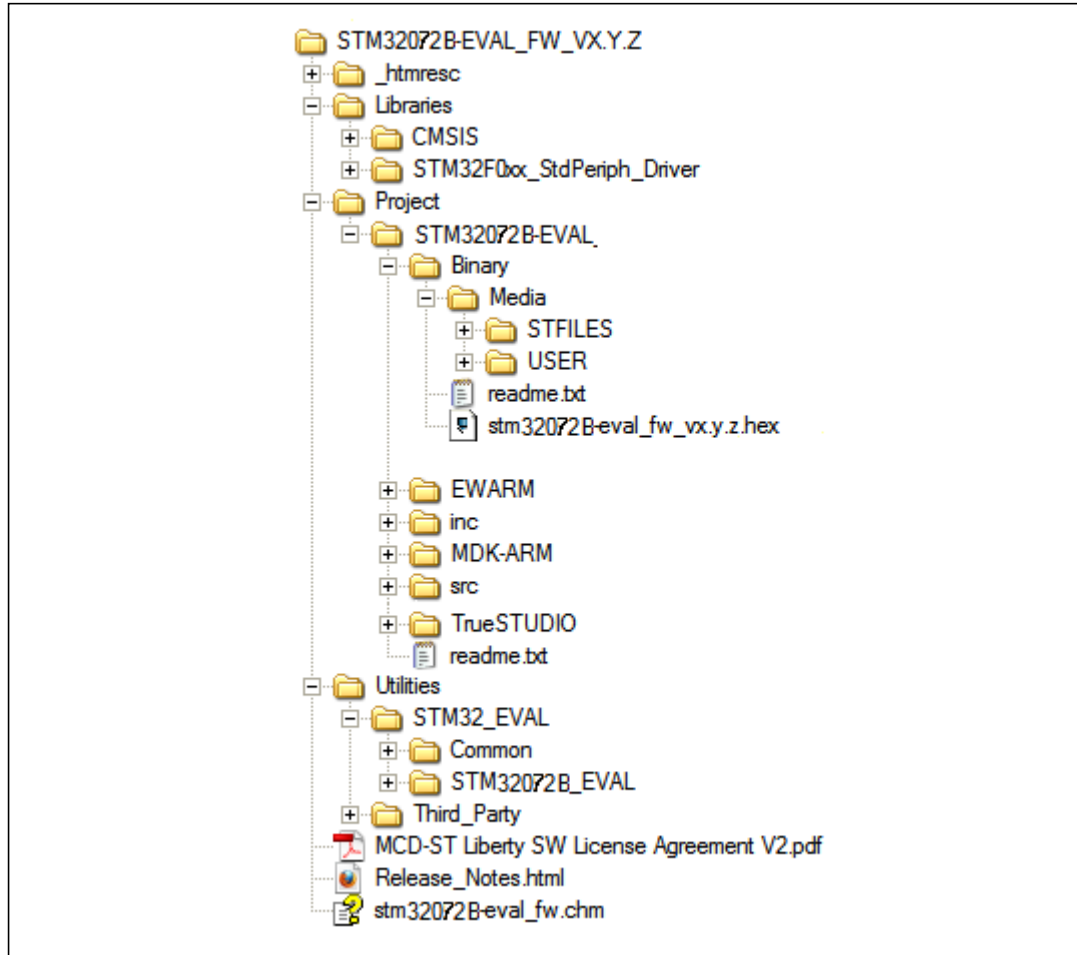 STM32072B-EVAL_FW_VX.Y.Z
_htmresc
Libraries
CMSIS
STM32F0xx_StdPeriph_Driver
Project
STM32072B-EVAL_
Binary
Media
STFILES
USER
readme.txt
stm32072B-eval_fw_vx.y.z.hex
EWARM
inc
MDK-ARM
src
TrueSTUDIO
readme.txt
Utilities
STM32_EVAL
Common
STM32072B_EVAL
Third_Party
MCD-ST Liberty SW License Agreement V2.pdf
Release_Notes.html
stm32072B-eval_fw.chm